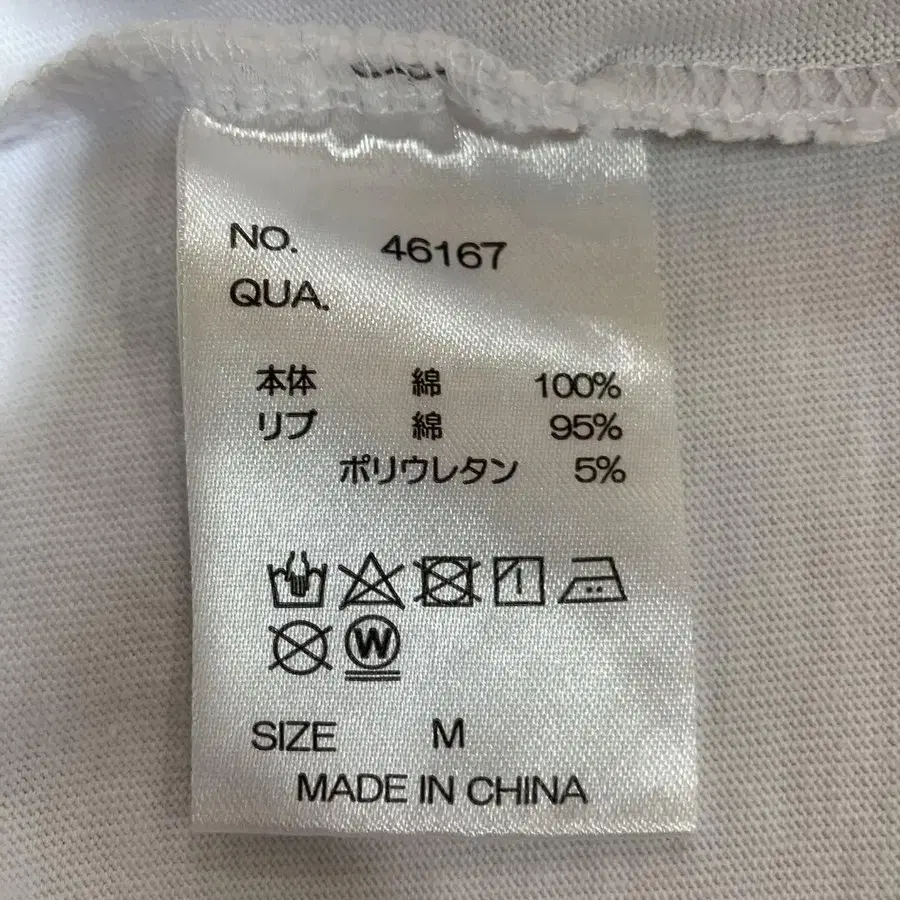 NO. 46167
QUA.
本体 綿 100%
リブ 綿 95%
ポリウレタン 5%
W
SIZE M
MADE IN CHINA